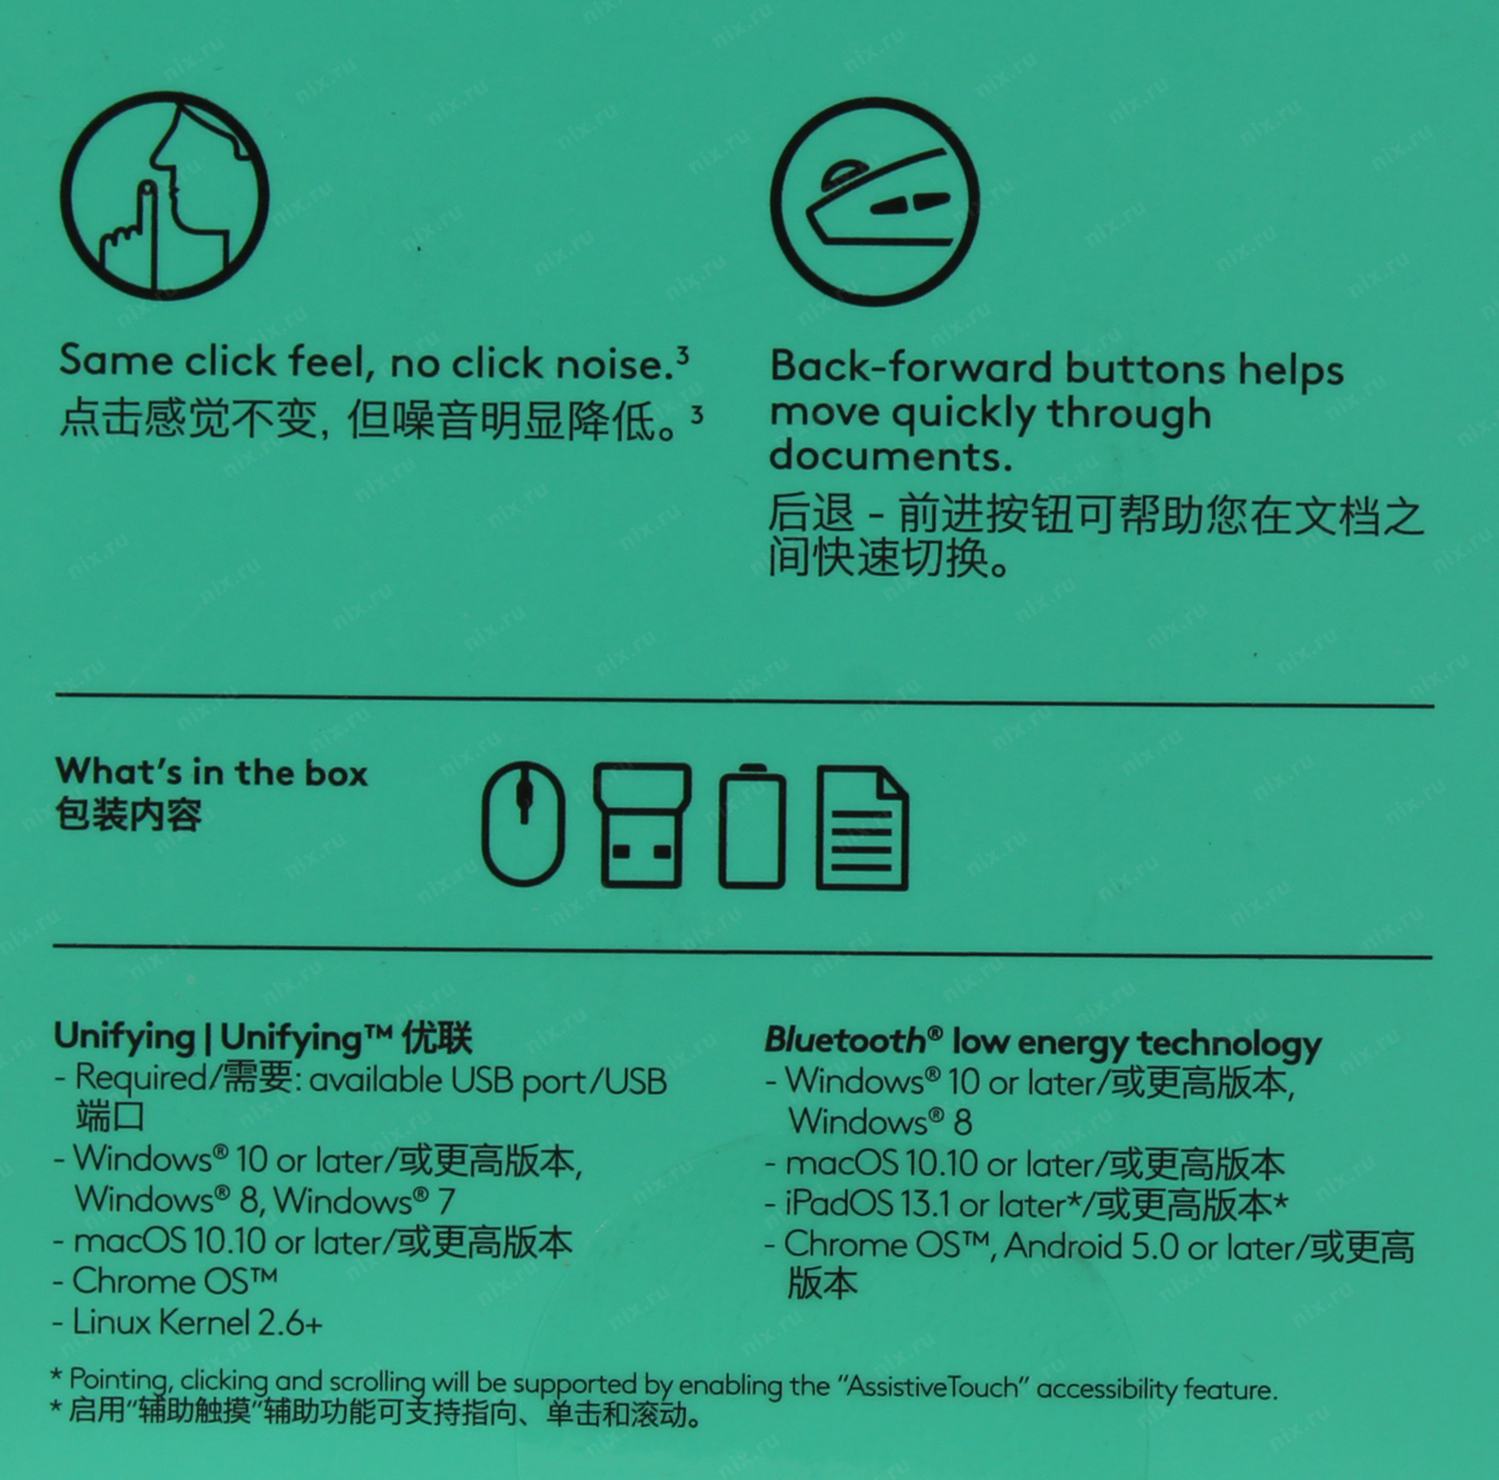 Same click feel, no click noise.³
点击感觉不变, 但噪音明显降低。³
Back-forward buttons helps
move quickly through
documents.
后退 - 前进按钮可帮助您在文档之
间快速切换。
What's in the box
包装内容
Unifying | Unifying™ 优联
- Required/需要: available USB port/USB
端口
- Windows® 10 or later/或更高版本,
Windows® 8, Windows® 7
- macOS 10.10 or later/或更高版本
- Chrome OS™
- Linux Kernel 2.6+
Bluetooth® low energy technology
- Windows® 10 or later/或更高版本,
Windows® 8
- macOS 10.10 or later/或更高版本
- iPadOS 13.1 or later*/或更高版本*
- Chrome OS™, Android 5.0 or later/或更高
版本
* Pointing, clicking and scrolling will be supported by enabling the "AssistiveTouch" accessibility feature.
* 启用"辅助触摸"辅助功能可支持指向、单击和滚动。
nix.ru